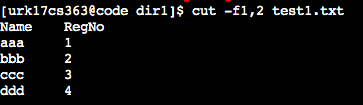 [urk17cs363@code dir1]$ cut -f1,2 test1.txt
Name    RegNo
aaa     1
bbb     2
ccc     3
ddd     4